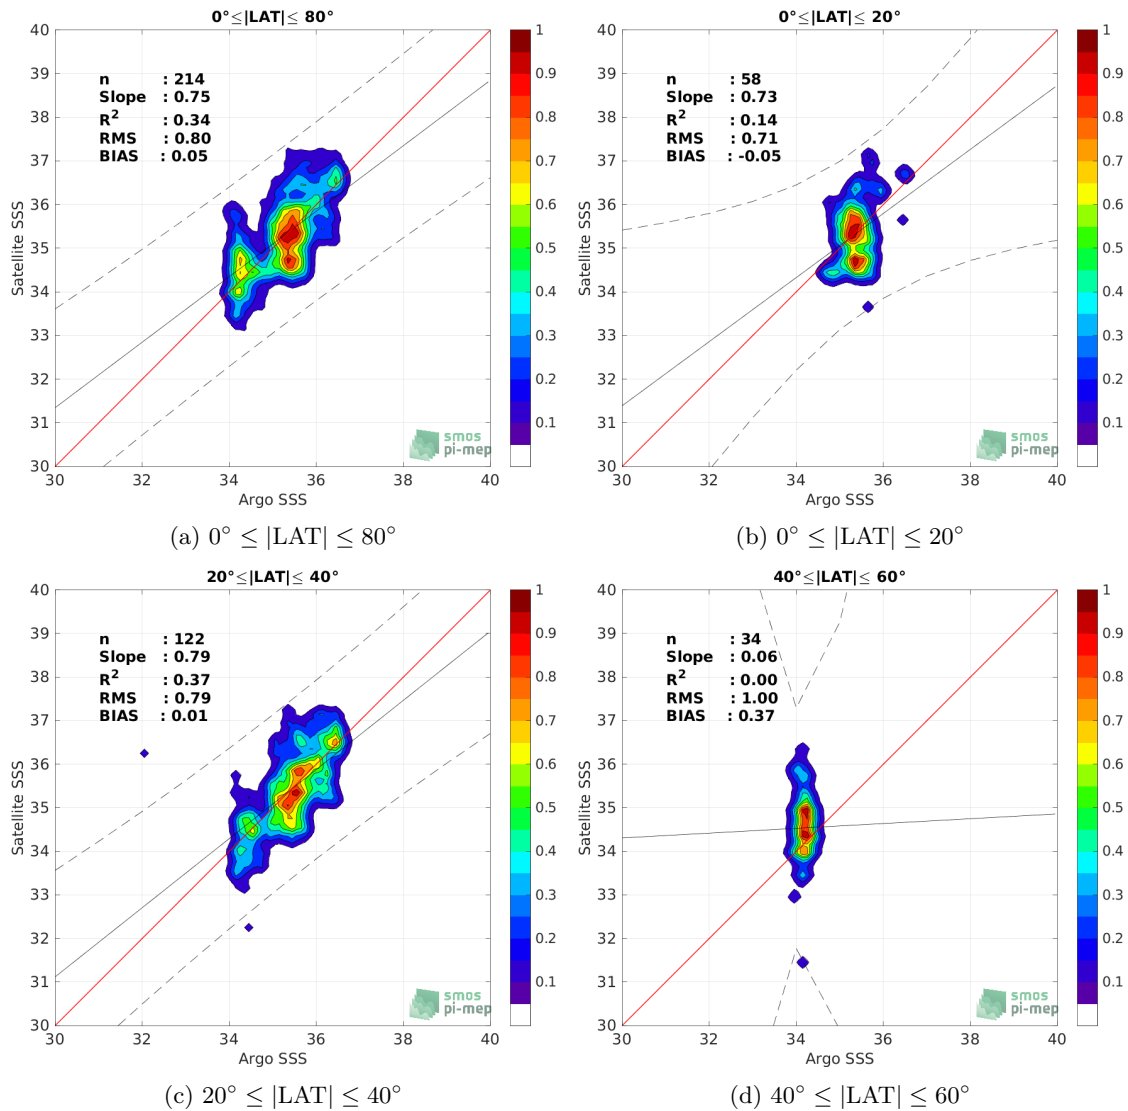 0°≤|LAT|≤ 80°
n : 214
Slope : 0.75
R² : 0.34
RMS : 0.80
BIAS : 0.05
40
39
38
37
36
35
34
33
32
31
30
Satellite SSS
30 32 34 36 38 40
Argo SSS
1
0.9
0.8
0.7
0.6
0.5
0.4
0.3
0.2
0.1
smos
pi-mep
(a) 0° ≤ |LAT| ≤ 80°
0°≤|LAT|≤ 20°
n : 58
Slope : 0.73
R² : 0.14
RMS : 0.71
BIAS : -0.05
40
39
38
37
36
35
34
33
32
31
30
Satellite SSS
30 32 34 36 38 40
Argo SSS
1
0.9
0.8
0.7
0.6
0.5
0.4
0.3
0.2
0.1
smos
pi-mep
(b) 0° ≤ |LAT| ≤ 20°
20°≤|LAT|≤ 40°
n : 122
Slope : 0.79
R² : 0.37
RMS : 0.79
BIAS : 0.01
40
39
38
37
36
35
34
33
32
31
30
Satellite SSS
30 32 34 36 38 40
Argo SSS
1
0.9
0.8
0.7
0.6
0.5
0.4
0.3
0.2
0.1
smos
pi-mep
(c) 20° ≤ |LAT| ≤ 40°
40°≤|LAT|≤ 60°
n : 34
Slope : 0.06
R² : 0.00
RMS : 1.00
BIAS : 0.37
40
39
38
37
36
35
34
33
32
31
30
Satellite SSS
30 32 34 36 38 40
Argo SSS
1
0.9
0.8
0.7
0.6
0.5
0.4
0.3
0.2
0.1
smos
pi-mep
(d) 40° ≤ |LAT| ≤ 60°